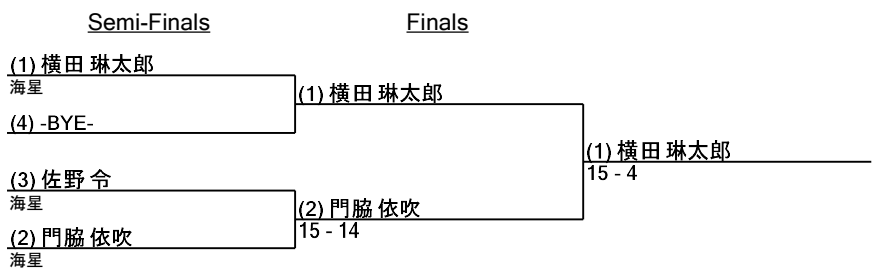 Semi-Finals
Finals
(1) 横田 琳太郎
海星
(4) -BYE-
(3) 佐野 令
海星
(2) 門脇 依吹
海星
(1) 横田 琳太郎
(2) 門脇 依吹
15 - 14
(1) 横田 琳太郎
15 - 4